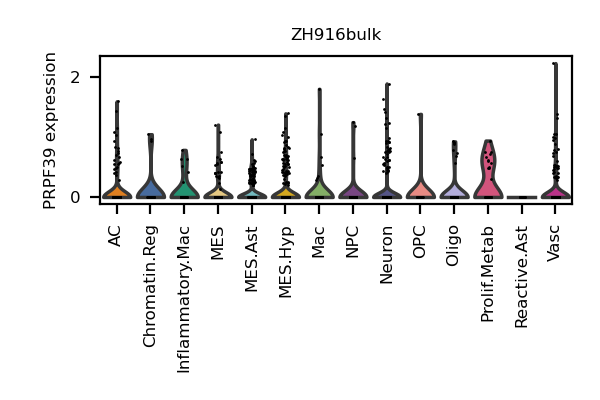 ZH916bulk
PRPF39 expression
2
0
AC
Chromatin.Reg
Inflammatory.Mac
MES
MES.Ast
MES.Hyp
Mac
NPC
Neuron
OPC
Oligo
Prolif.Metab
Reactive.Ast
Vasc